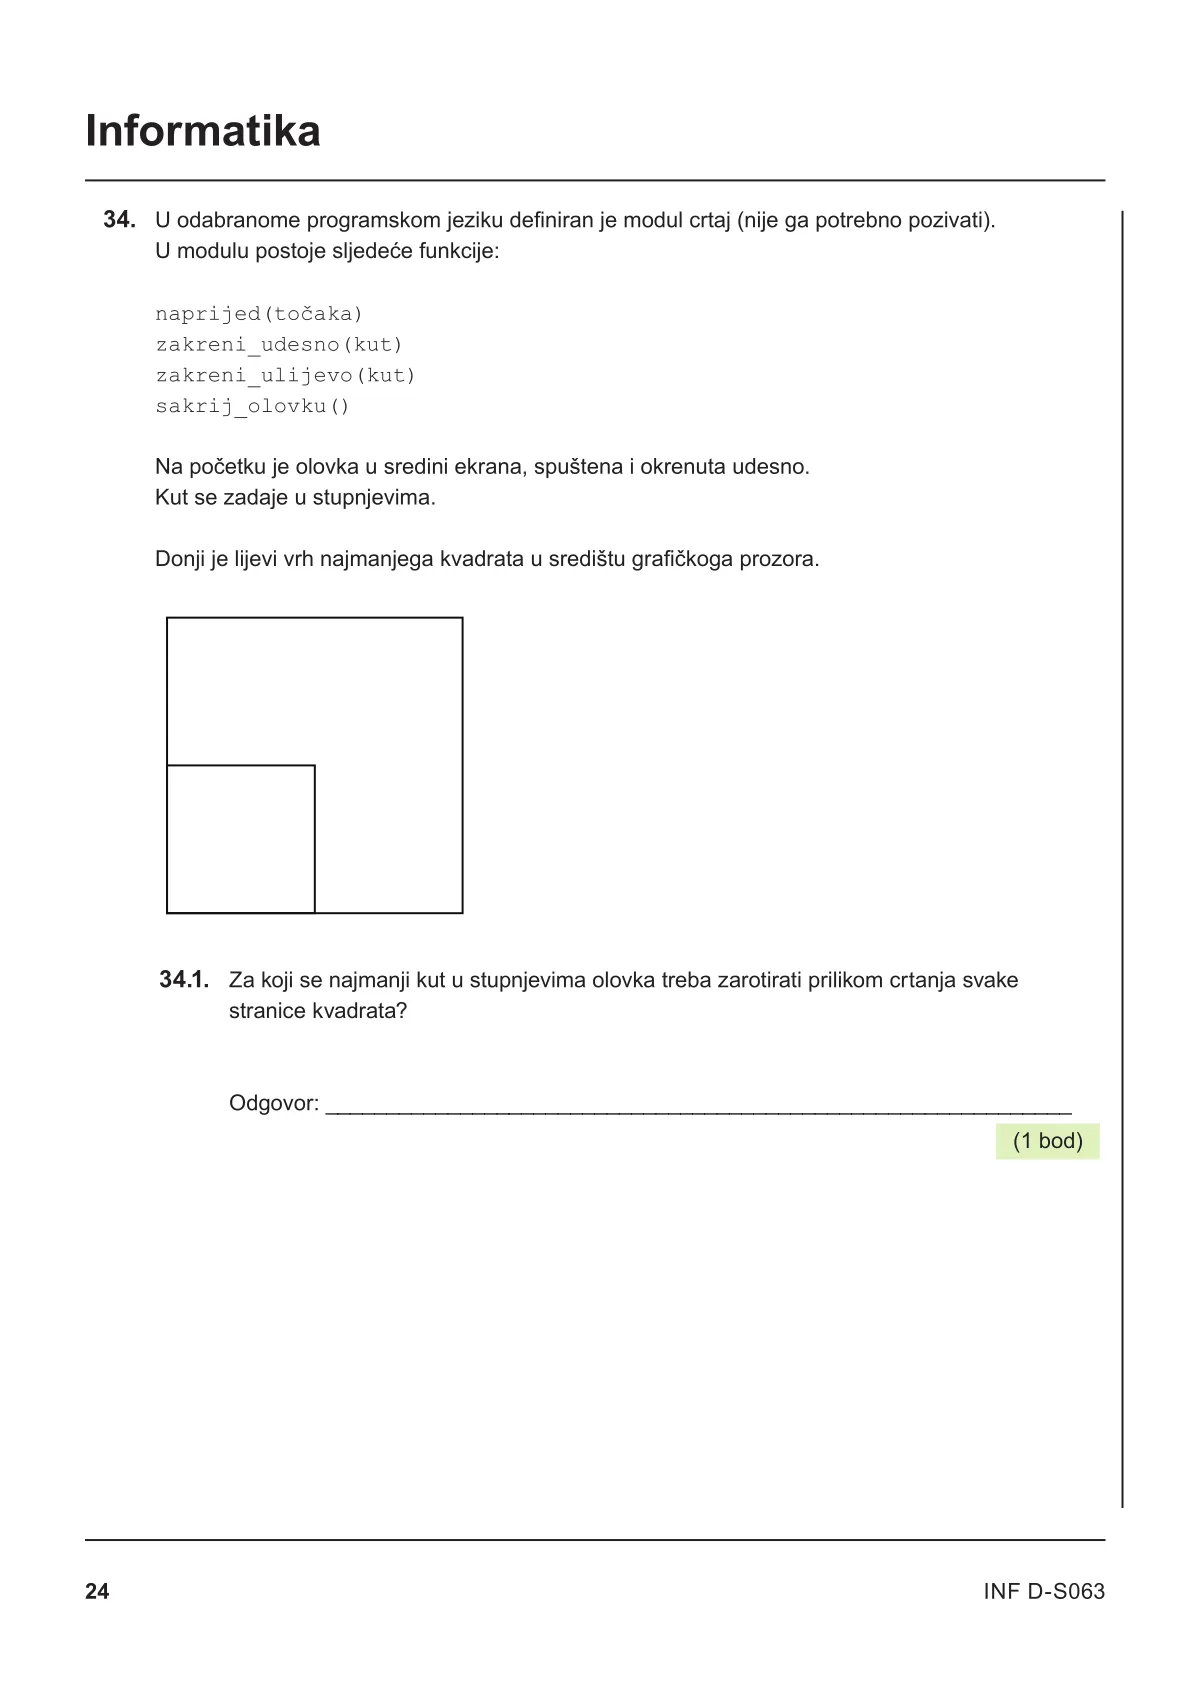 Informatika
34. U odabranome programskom jeziku definiran je modul crtaj (nije ga potrebno pozivati).
U modulu postoje sljedeće funkcije:
naprijed(točaka)
zakreni_udesno(kut)
zakreni_ulijevo(kut)
sakrij_olovku()
Na početku je olovka u sredini ekrana, spuštena i okrenuta udesno.
Kut se zadaje u stupnjevima.
Donji je lijevi vrh najmanjega kvadrata u središtu grafičkoga prozora.
34.1. Za koji se najmanji kut u stupnjevima olovka treba zarotirati prilikom crtanja svake
stranice kvadrata?
Odgovor: ______________________________________________________________
(1 bod)
24
INF D-S063